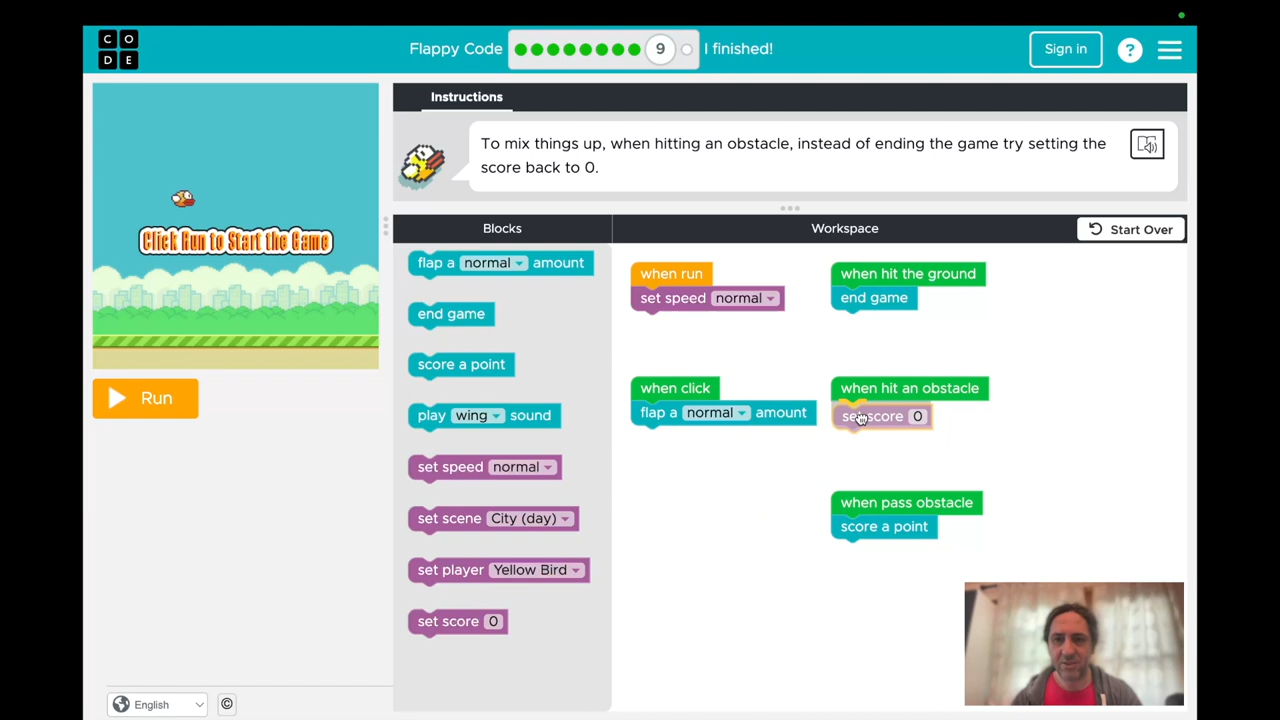 CODE
Flappy Code
9
I finished!
Sign in
?
Instructions
To mix things up, when hitting an obstacle, instead of ending the game try setting the
score back to 0.
Click Run to Start the Game
Run
Blocks
Workspace
Start Over
flap a normal amount
end game
score a point
play wing sound
set speed normal
set scene City (day)
set player Yellow Bird
set score 0
when run
set speed normal
when hit the ground
end game
when click
flap a normal amount
when hit an obstacle
set score 0
when pass obstacle
score a point
English
©